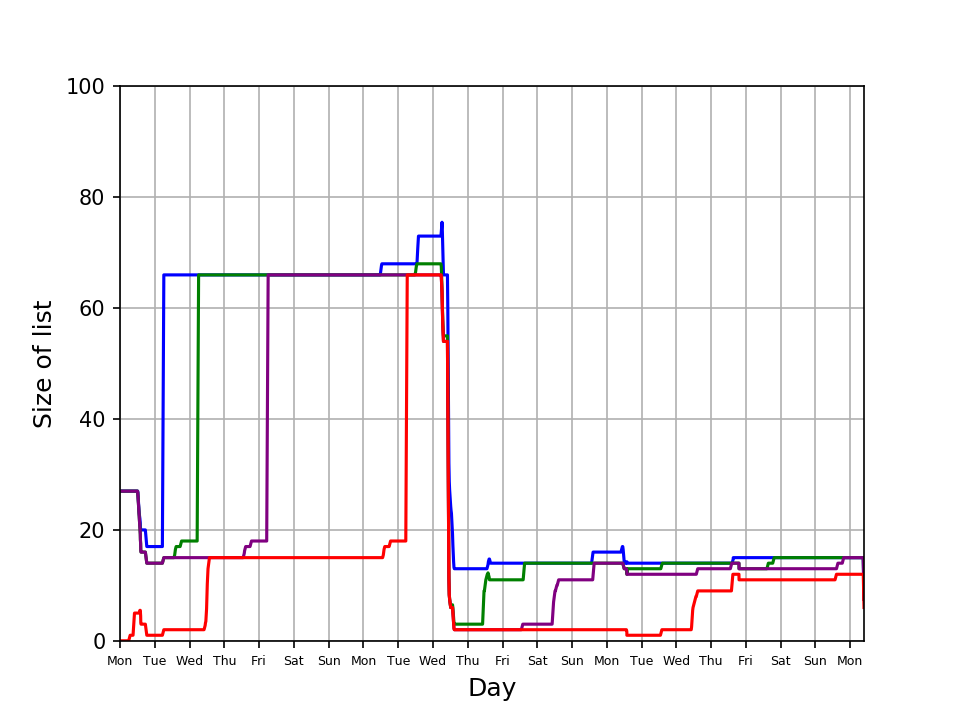 100
80
60
40
20
0
Size of list
Mon Tue Wed Thu Fri Sat Sun Mon Tue Wed Thu Fri Sat Sun Mon Tue Wed Thu Fri Sat Sun Mon
Day